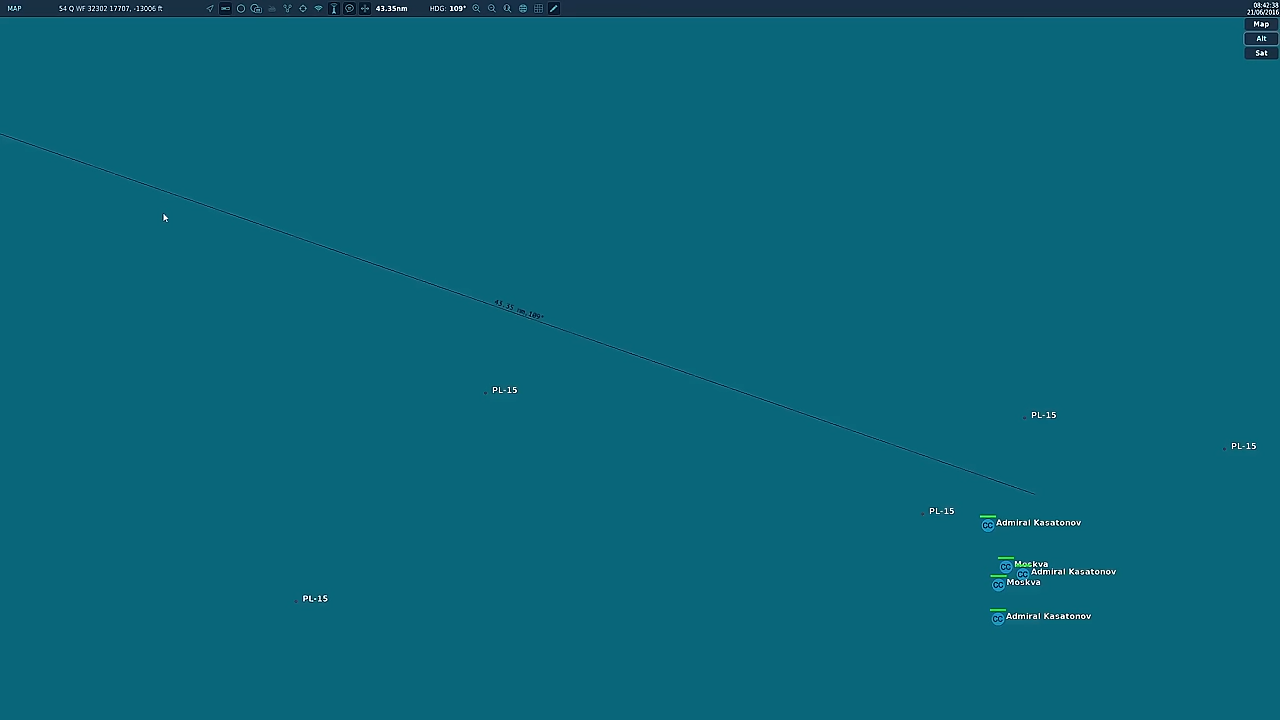 MAP 54 Q WF 32302 17707, -13006 ft 43.35nm HDG: 109° 08:42:38
21/06/2016
Map
Alt
Sat
43.35 nm,109°
PL-15
PL-15
PL-15
PL-15
Admiral Kasatonov
Moskva
Admiral Kasatonov
Moskva
PL-15
Admiral Kasatonov